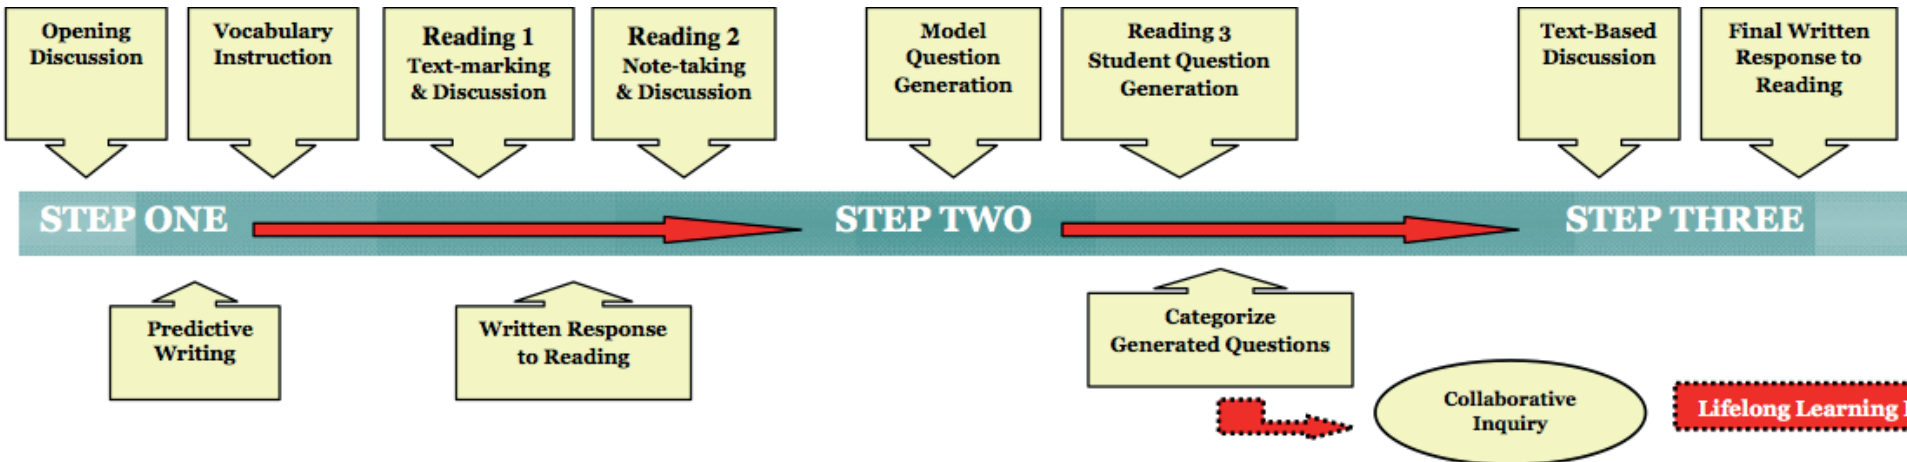 Opening
Discussion
Vocabulary
Instruction
Reading 1
Text-marking
& Discussion
Reading 2
Note-taking
& Discussion
Model
Question
Generation
Reading 3
Student Question
Generation
Text-Based
Discussion
Final Written
Response to
Reading
STEP ONE
STEP TWO
STEP THREE
Predictive
Writing
Written Response
to Reading
Categorize
Generated Questions
Collaborative
Inquiry
Lifelong Learning